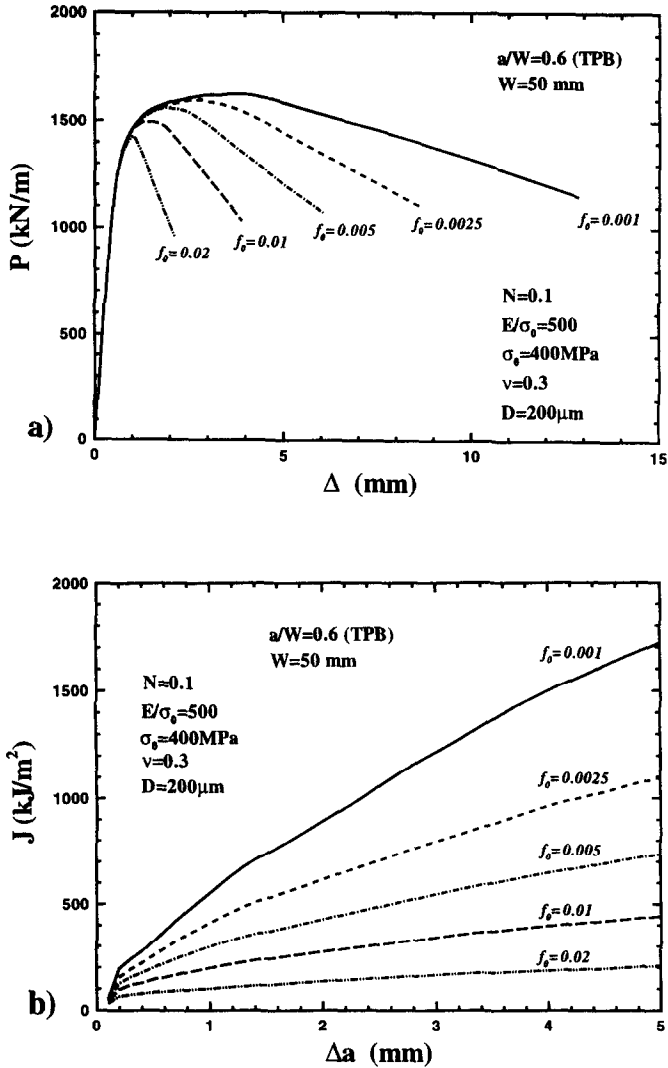 2000
a/W=0.6 (TPB)
W=50 mm
1500
P (kN/m)
1000
f₀=0.02
f₀=0.01
f₀=0.005
f₀=0.0025
f₀=0.001
N=0.1
E/σ₀=500
500
σ₀=400MPa
ν=0.3
D=200μm
a)
0
0
5
10
15
Δ (mm)
2000
a/W=0.6 (TPB)
W=50 mm
f₀=0.001
N=0.1
1500
E/σ₀=500
σ₀=400MPa
ν=0.3
D=200μm
J (kJ/m²)
1000
f₀=0.0025
f₀=0.005
500
f₀=0.01
f₀=0.02
b)
0
0
1
2
3
4
5
Δa (mm)